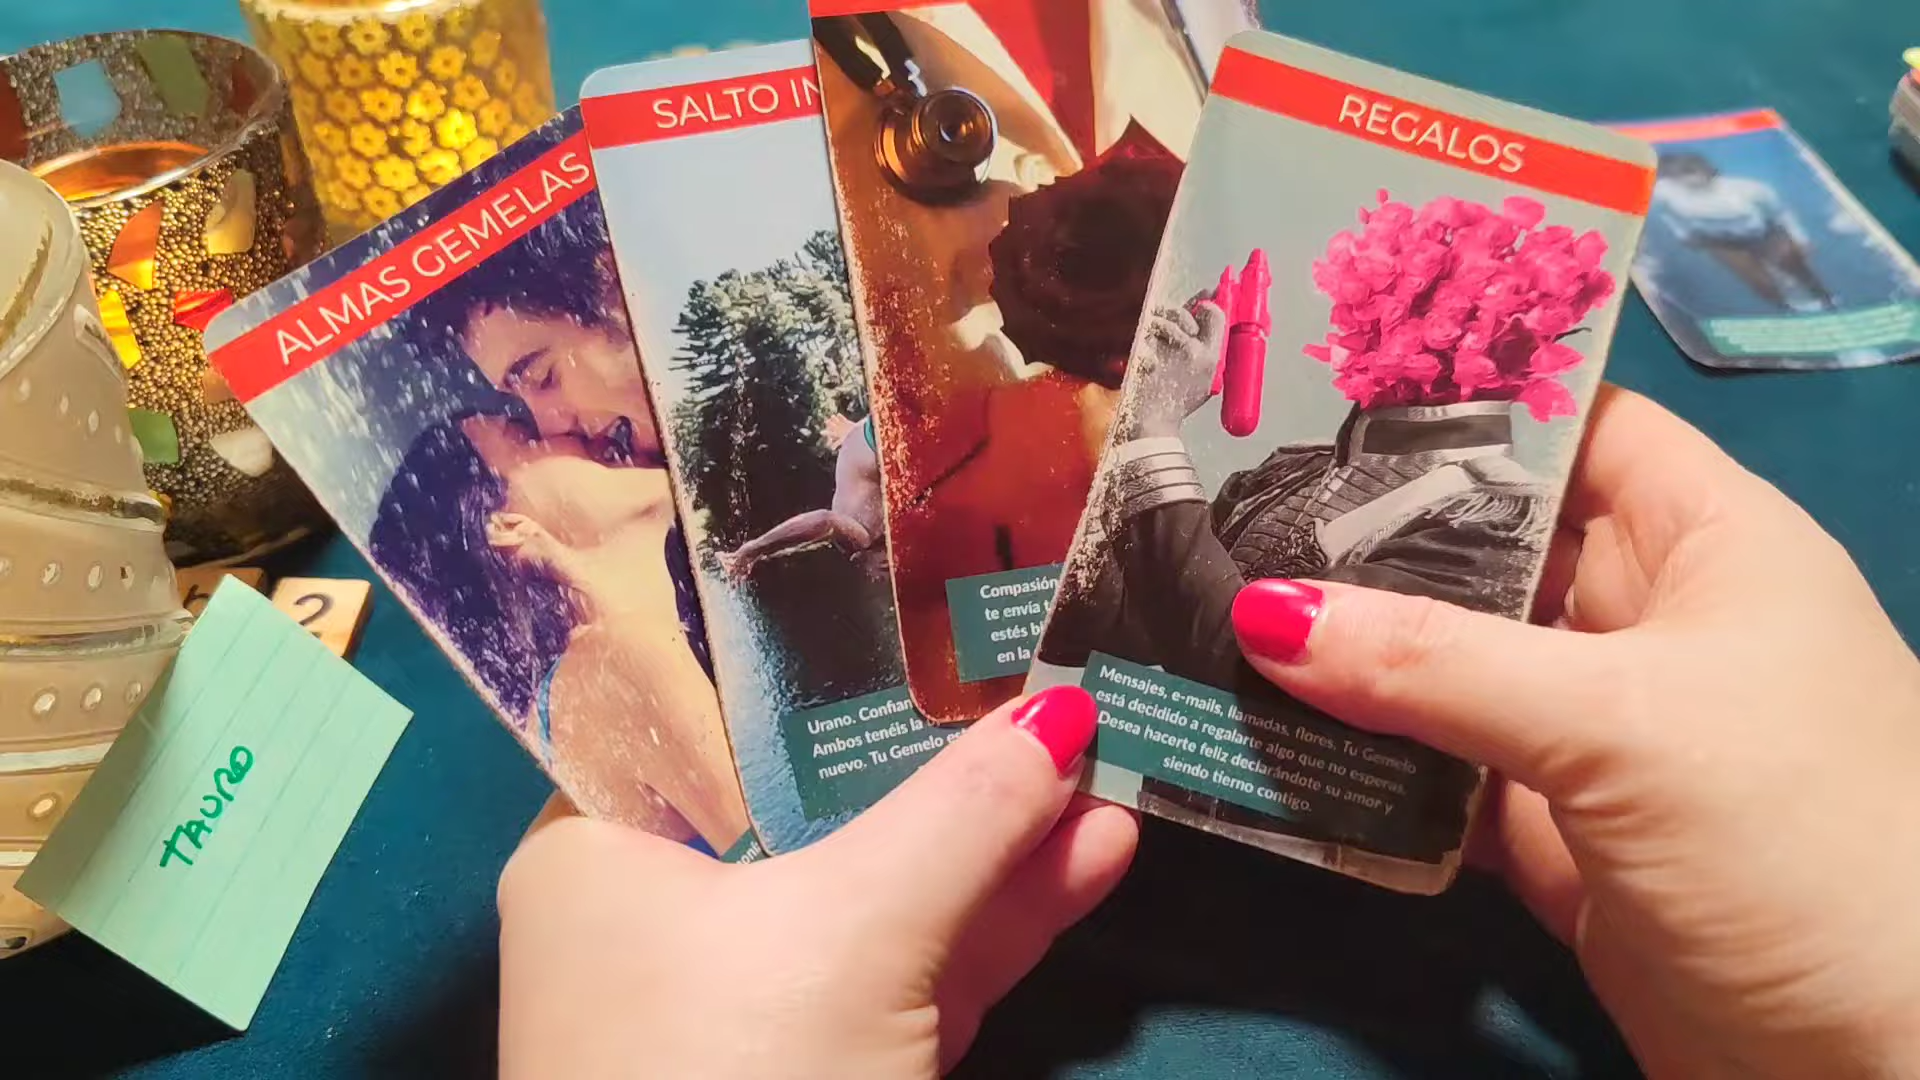 ALMAS GEMELAS
SALTO
Urano.
Ambos tenéis la
nuevo. Tu Gemelo
Compasión
te envía
estés
en la
REGALOS
Mensajes, e-mails, llamadas, flores. Tu Gemelo
está decidido a regalarte algo que no esperas.
Desea hacerte feliz declarándote su amor y
siendo tierno contigo.
TAURO
2